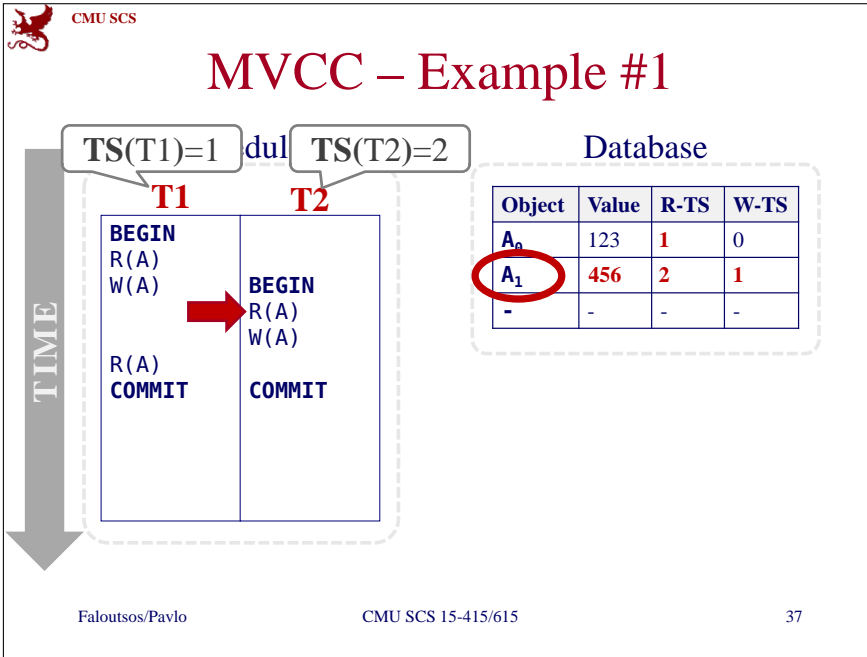 CMU SCS
MVCC – Example #1
TS(T1)=1 edul TS(T2)=2 Database
T1 T2
Object Value R-TS W-TS
A₀ 123 1 0
A₁ 456 2 1
- - - -
BEGIN
R(A)
W(A) BEGIN
R(A)
W(A)
R(A)
COMMIT COMMIT
TIME
Faloutsos/Pavlo CMU SCS 15-415/615 37